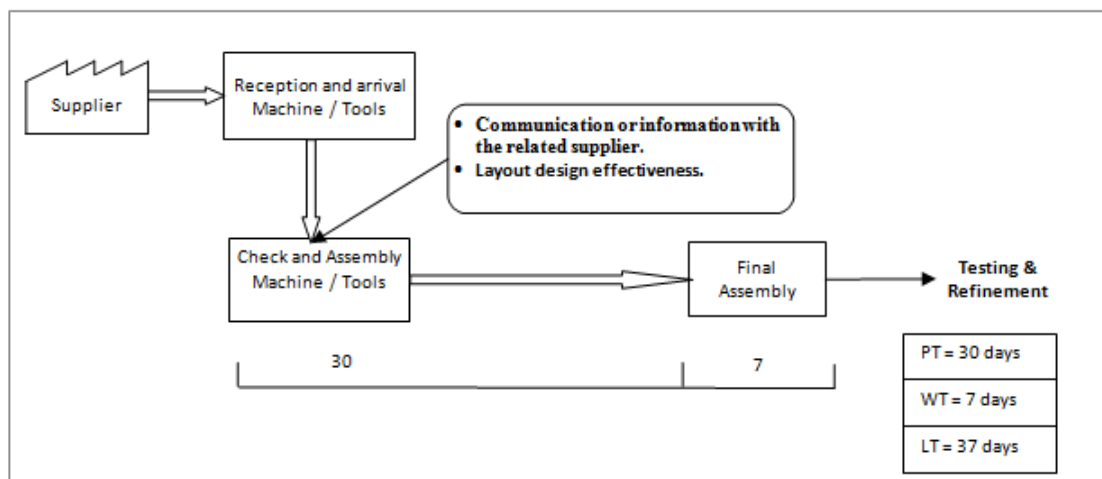 Supplier
Reception and arrival
Machine / Tools
• Communication or information with
the related supplier.
• Layout design effectiveness.
Check and Assembly
Machine / Tools
Final
Assembly
Testing &
Refinement
30
7
PT = 30 days
WT = 7 days
LT = 37 days